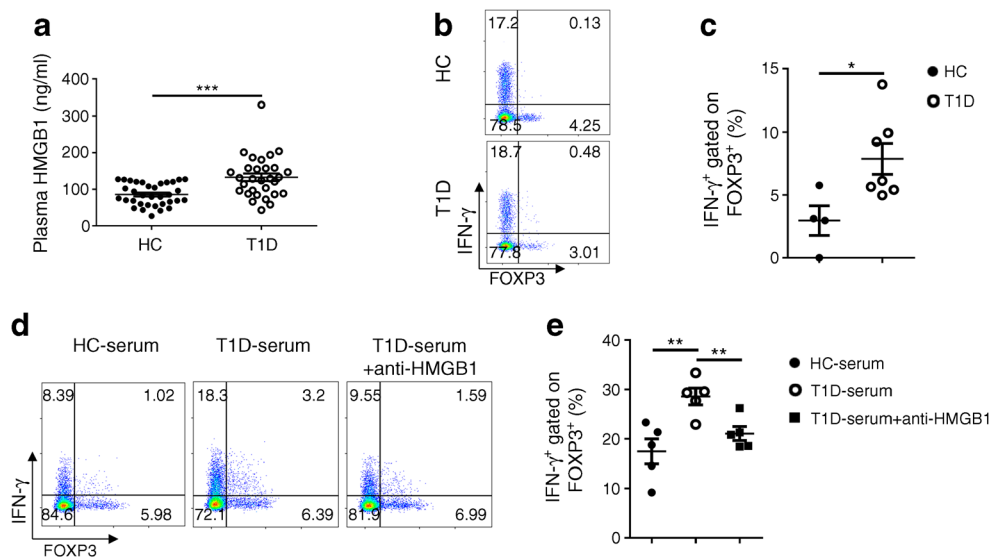 a
Plasma HMGB1 (ng/ml)
400
300
200
100
0
***
HC
T1D
b
HC
17.2
0.13
78.5
4.25
T1D
18.7
0.48
77.8
3.01
IFN-γ
FOXP3
c
IFN-γ+ gated on
FOXP3+ (%)
15
10
5
0
*
HC
T1D
d
HC-serum
T1D-serum
T1D-serum
+anti-HMGB1
8.39
1.02
84.6
5.98
18.3
3.2
72.1
6.39
9.55
1.59
81.9
6.99
IFN-γ
FOXP3
e
IFN-γ+ gated on
FOXP3+ (%)
40
30
20
10
0
**
**
HC-serum
T1D-serum
T1D-serum+anti-HMGB1